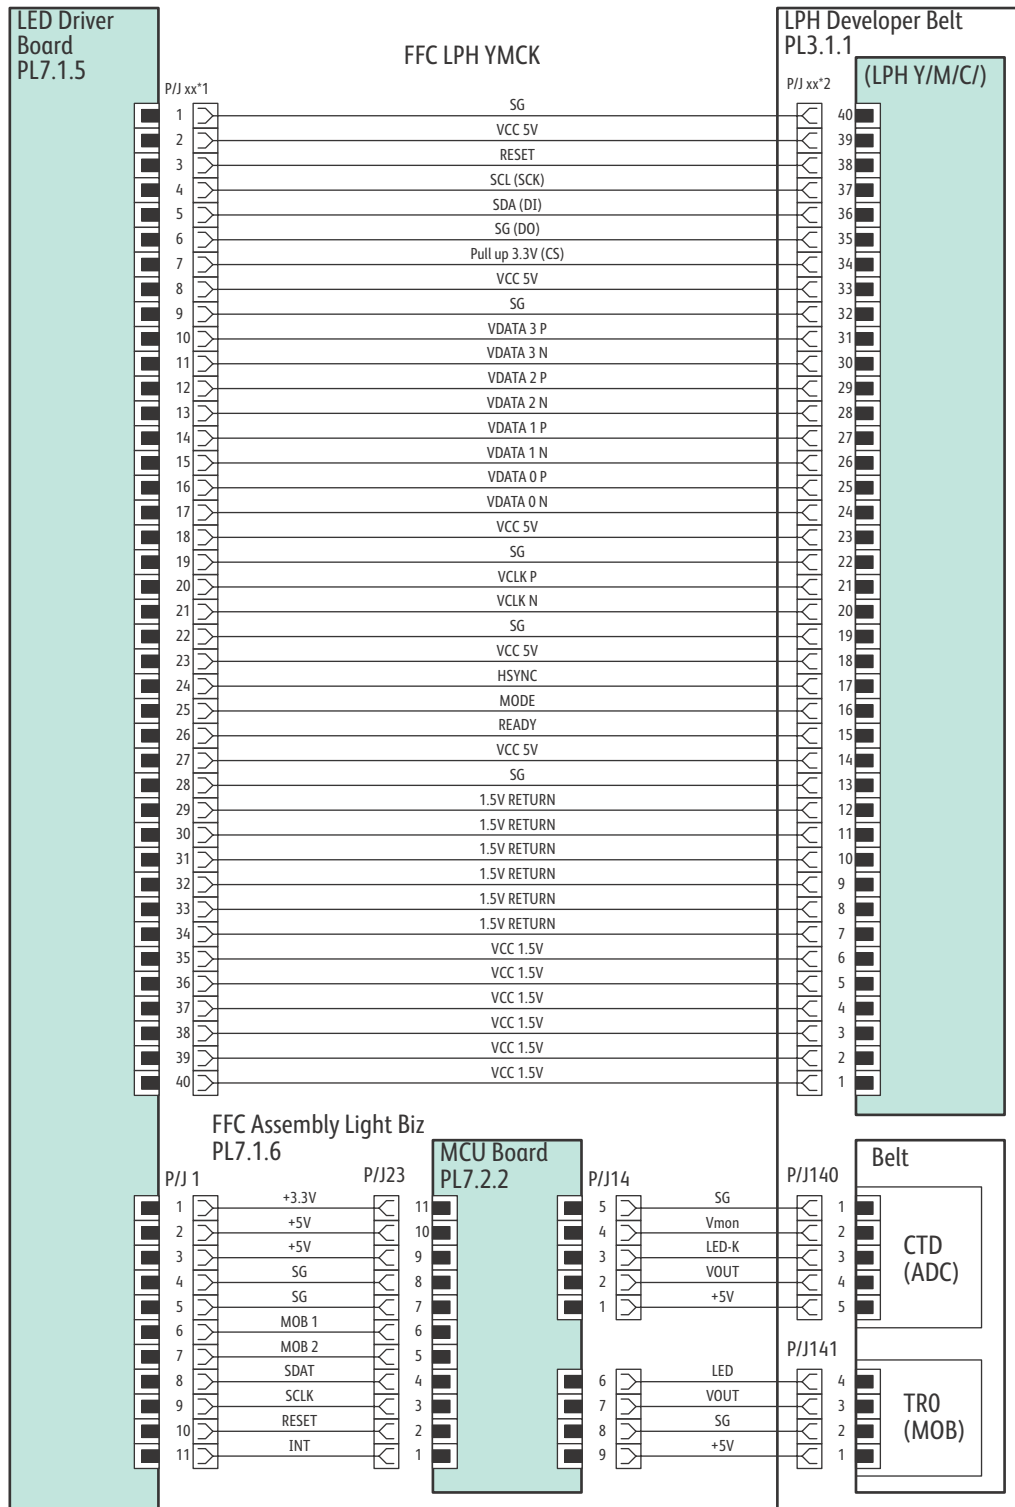 LED Driver
Board
PL7.1.5
FFC LPH YMCK
LPH Developer Belt
PL3.1.1
(LPH Y/M/C/)
P/J xx*1
P/J xx*2
1 SG 40
2 VCC 5V 39
3 RESET 38
4 SCL (SCK) 37
5 SDA (DI) 36
6 SG (DO) 35
7 Pull up 3.3V (CS) 34
8 VCC 5V 33
9 SG 32
10 VDATA 3 P 31
11 VDATA 3 N 30
12 VDATA 2 P 29
13 VDATA 2 N 28
14 VDATA 1 P 27
15 VDATA 1 N 26
16 VDATA 0 P 25
17 VDATA 0 N 24
18 VCC 5V 23
19 SG 22
20 VCLK P 21
21 VCLK N 20
22 SG 19
23 VCC 5V 18
24 HSYNC 17
25 MODE 16
26 READY 15
27 VCC 5V 14
28 SG 13
29 1.5V RETURN 12
30 1.5V RETURN 11
31 1.5V RETURN 10
32 1.5V RETURN 9
33 1.5V RETURN 8
34 1.5V RETURN 7
35 VCC 1.5V 6
36 VCC 1.5V 5
37 VCC 1.5V 4
38 VCC 1.5V 3
39 VCC 1.5V 2
40 VCC 1.5V 1
FFC Assembly Light Biz
PL7.1.6
P/J 1
P/J23
MCU Board
PL7.2.2
1 +3.3V 11
2 +5V 10
3 +5V 9
4 SG 8
5 SG 7
6 MOB 1 6
7 MOB 2 5
8 SDAT 4
9 SCLK 3
10 RESET 2
11 INT 1
P/J14
P/J140
Belt
5 SG 1
4 Vmon 2
3 LED-K 3
2 VOUT 4
1 +5V 5
CTD
(ADC)
P/J141
6 LED 4
7 VOUT 3
8 SG 2
9 +5V 1
TR0
(MOB)